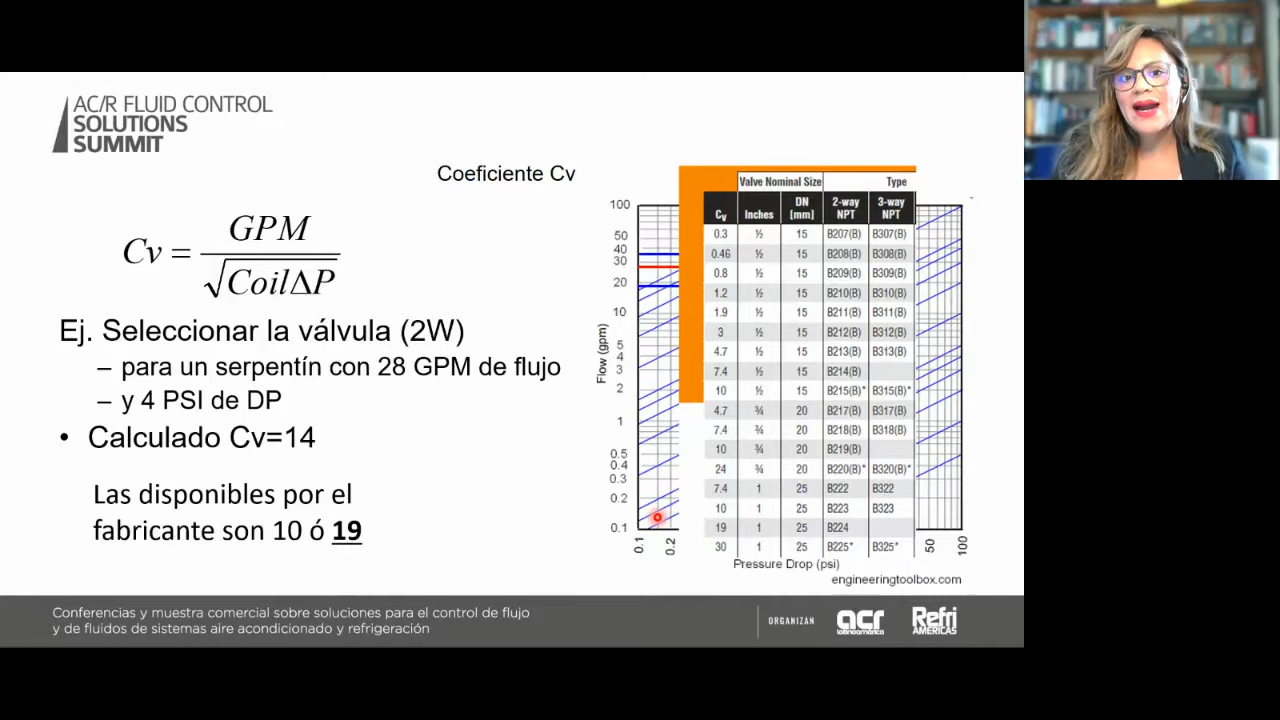 AC/R FLUID CONTROL
SOLUTIONS
SUMMIT
Coeficiente Cv
Cv = GPM / √CoilΔP
Ej. Seleccionar la válvula (2W)
– para un serpentín con 28 GPM de flujo
– y 4 PSI de DP
• Calculado Cv=14
Las disponibles por el
fabricante son 10 ó 19
Valve Nominal Size Type
Cv Inches DN [mm] 2-way NPT 3-way NPT
0.3 ½ 15 B207(B) B307(B)
0.46 ½ 15 B208(B) B308(B)
0.8 ½ 15 B209(B) B309(B)
1.2 ½ 15 B210(B) B310(B)
1.9 ½ 15 B211(B) B311(B)
3 ½ 15 B212(B) B312(B)
4.7 ½ 15 B213(B) B313(B)
7.4 ½ 15 B214(B)
10 ½ 15 B215(B)* B315(B)*
4.7 ¾ 20 B217(B) B317(B)
7.4 ¾ 20 B218(B) B318(B)
10 ¾ 20 B219(B)
24 ¾ 20 B220(B)* B320(B)*
7.4 1 25 B222 B322
10 1 25 B223 B323
19 1 25 B224
30 1 25 B225* B325*
Flow (gpm)
100
50
40
30
20
10
5
4
3
2
1
0.5
0.4
0.3
0.2
0.1
0.1 0.2 50 100
Pressure Drop (psi)
engineeringtoolbox.com
Conferencias y muestra comercial sobre soluciones para el control de flujo
y de fluidos de sistemas aire acondicionado y refrigeración
ORGANIZAN
acr
latinoamérica
Refri
AMÉRICAS